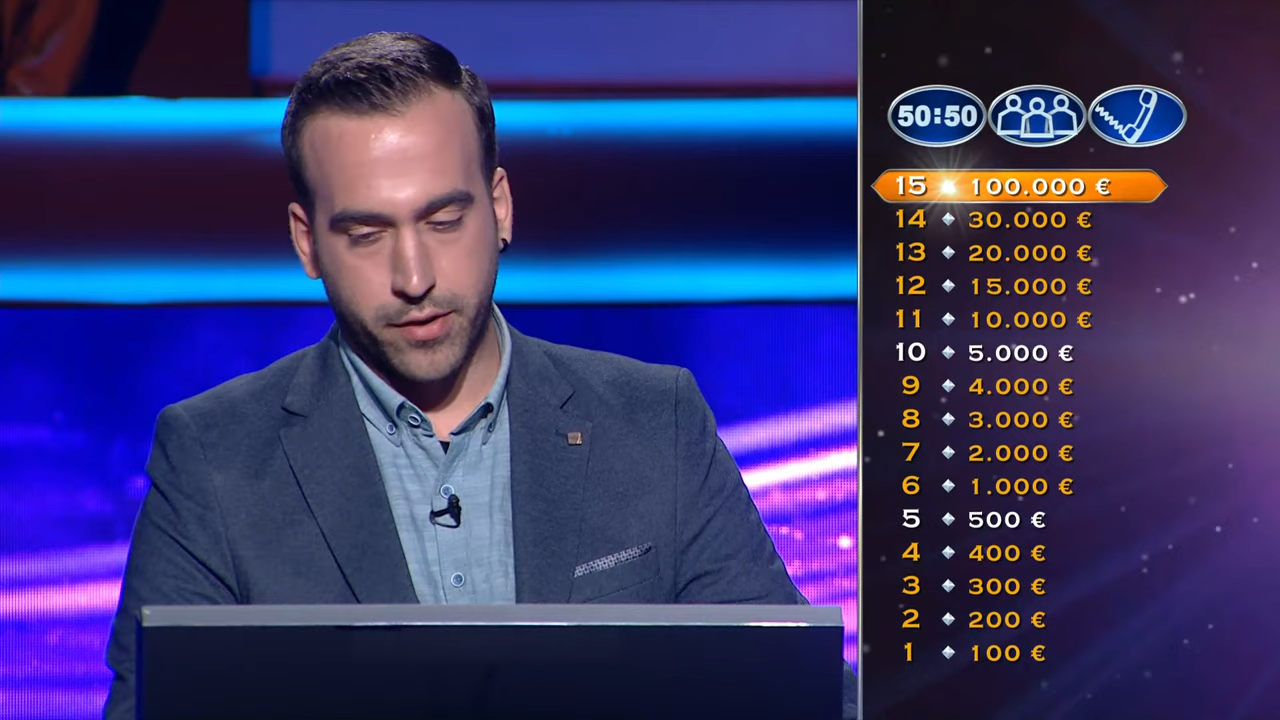 50:50
15 100.000 €
14 30.000 €
13 20.000 €
12 15.000 €
11 10.000 €
10 5.000 €
9 4.000 €
8 3.000 €
7 2.000 €
6 1.000 €
5 500 €
4 400 €
3 300 €
2 200 €
1 100 €